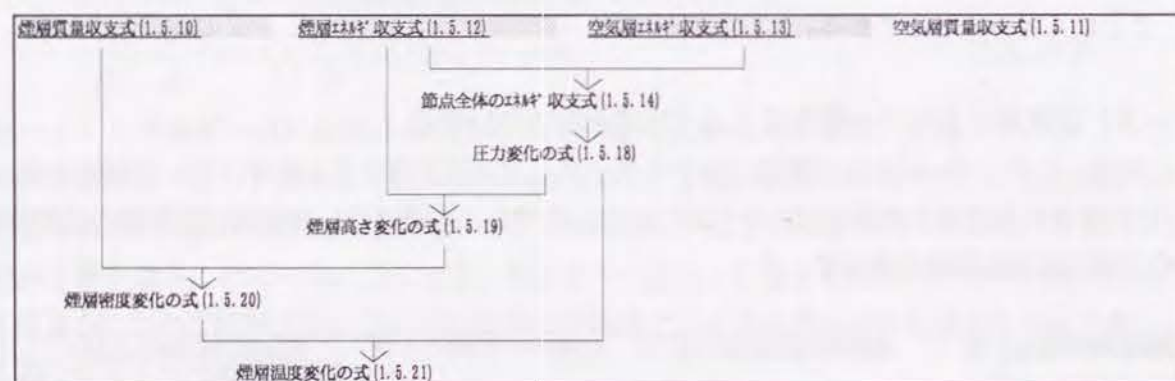 煙層質量収支式(1.5.10) 煙層ｴﾈﾙｷﾞ収支式(1.5.12) 空気層ｴﾈﾙｷﾞ収支式(1.5.13) 空気層質量収支式(1.5.11)
節点全体のｴﾈﾙｷﾞ収支式(1.5.14)
圧力変化の式(1.5.18)
煙層高さ変化の式(1.5.19)
煙層密度変化の式(1.5.20)
煙層温度変化の式(1.5.21)